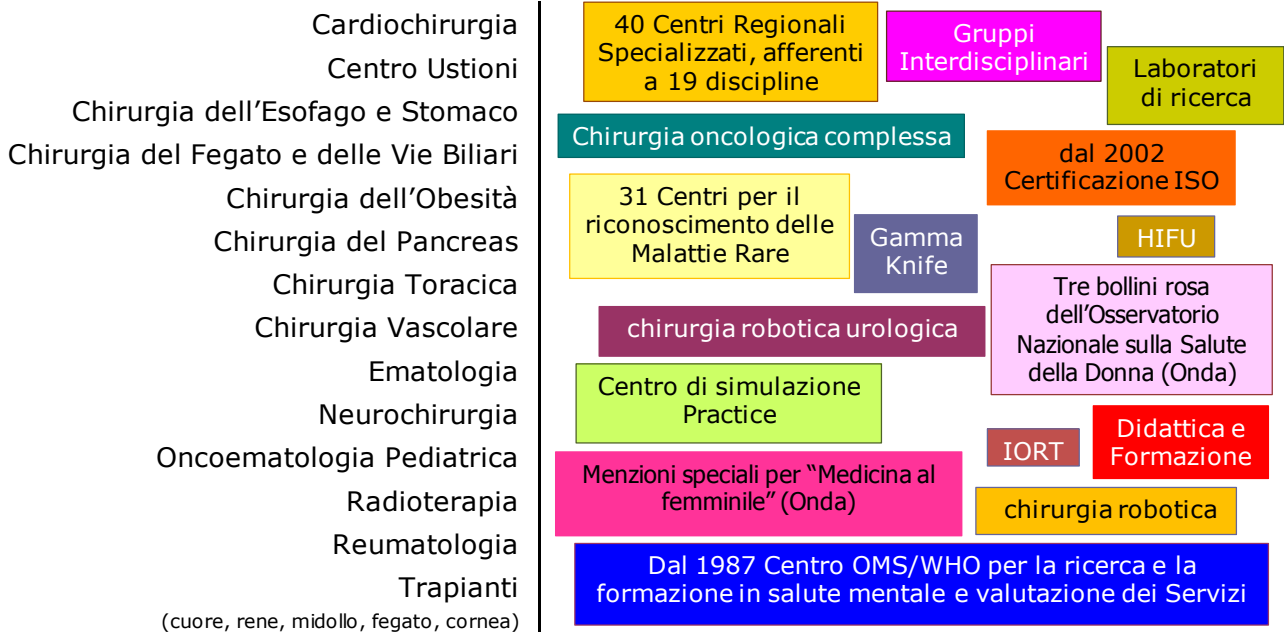 Cardiochirurgia
Centro Ustioni
Chirurgia dell'Esofago e Stomaco
Chirurgia del Fegato e delle Vie Biliari
Chirurgia dell'Obesità
Chirurgia del Pancreas
Chirurgia Toracica
Chirurgia Vascolare
Ematologia
Neurochirurgia
Oncoematologia Pediatrica
Radioterapia
Reumatologia
Trapianti
(cuore, rene, midollo, fegato, cornea)
40 Centri Regionali
Specializzati, afferenti
a 19 discipline
Gruppi
Interdisciplinari
Laboratori
di ricerca
Chirurgia oncologica complessa
dal 2002
Certificazione ISO
31 Centri per il
riconoscimento delle
Malattie Rare
Gamma
Knife
HIFU
Tre bollini rosa
dell'Osservatorio
Nazionale sulla Salute
della Donna (Onda)
chirurgia robotica urologica
Centro di simulazione
Practice
IORT
Didattica e
Formazione
Menzioni speciali per “Medicina al
femminile” (Onda)
chirurgia robotica
Dal 1987 Centro OMS/WHO per la ricerca e la
formazione in salute mentale e valutazione dei Servizi